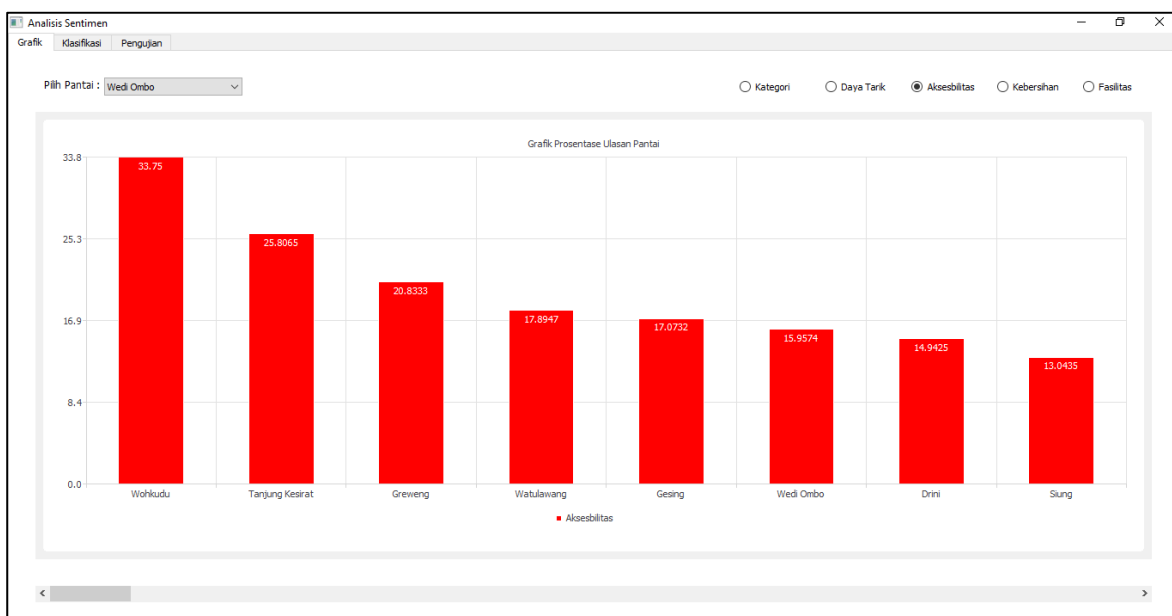 Analisis Sentimen
Grafik Klasifikasi Pengujian
Pilih Pantai : Wedi Ombo Kategori Daya Tarik Aksesbilitas Kebersihan Fasilitas
Grafik Prosentase Ulasan Pantai
33.8
25.3
16.9
8.4
0.0
33.75
25.8065
20.8333
17.8947
17.0732
15.9574
14.9425
13.0435
Wohkudu Tanjung Kesirat Greweng Watulawang Gesing Wedi Ombo Drini Siung
Aksesbilitas